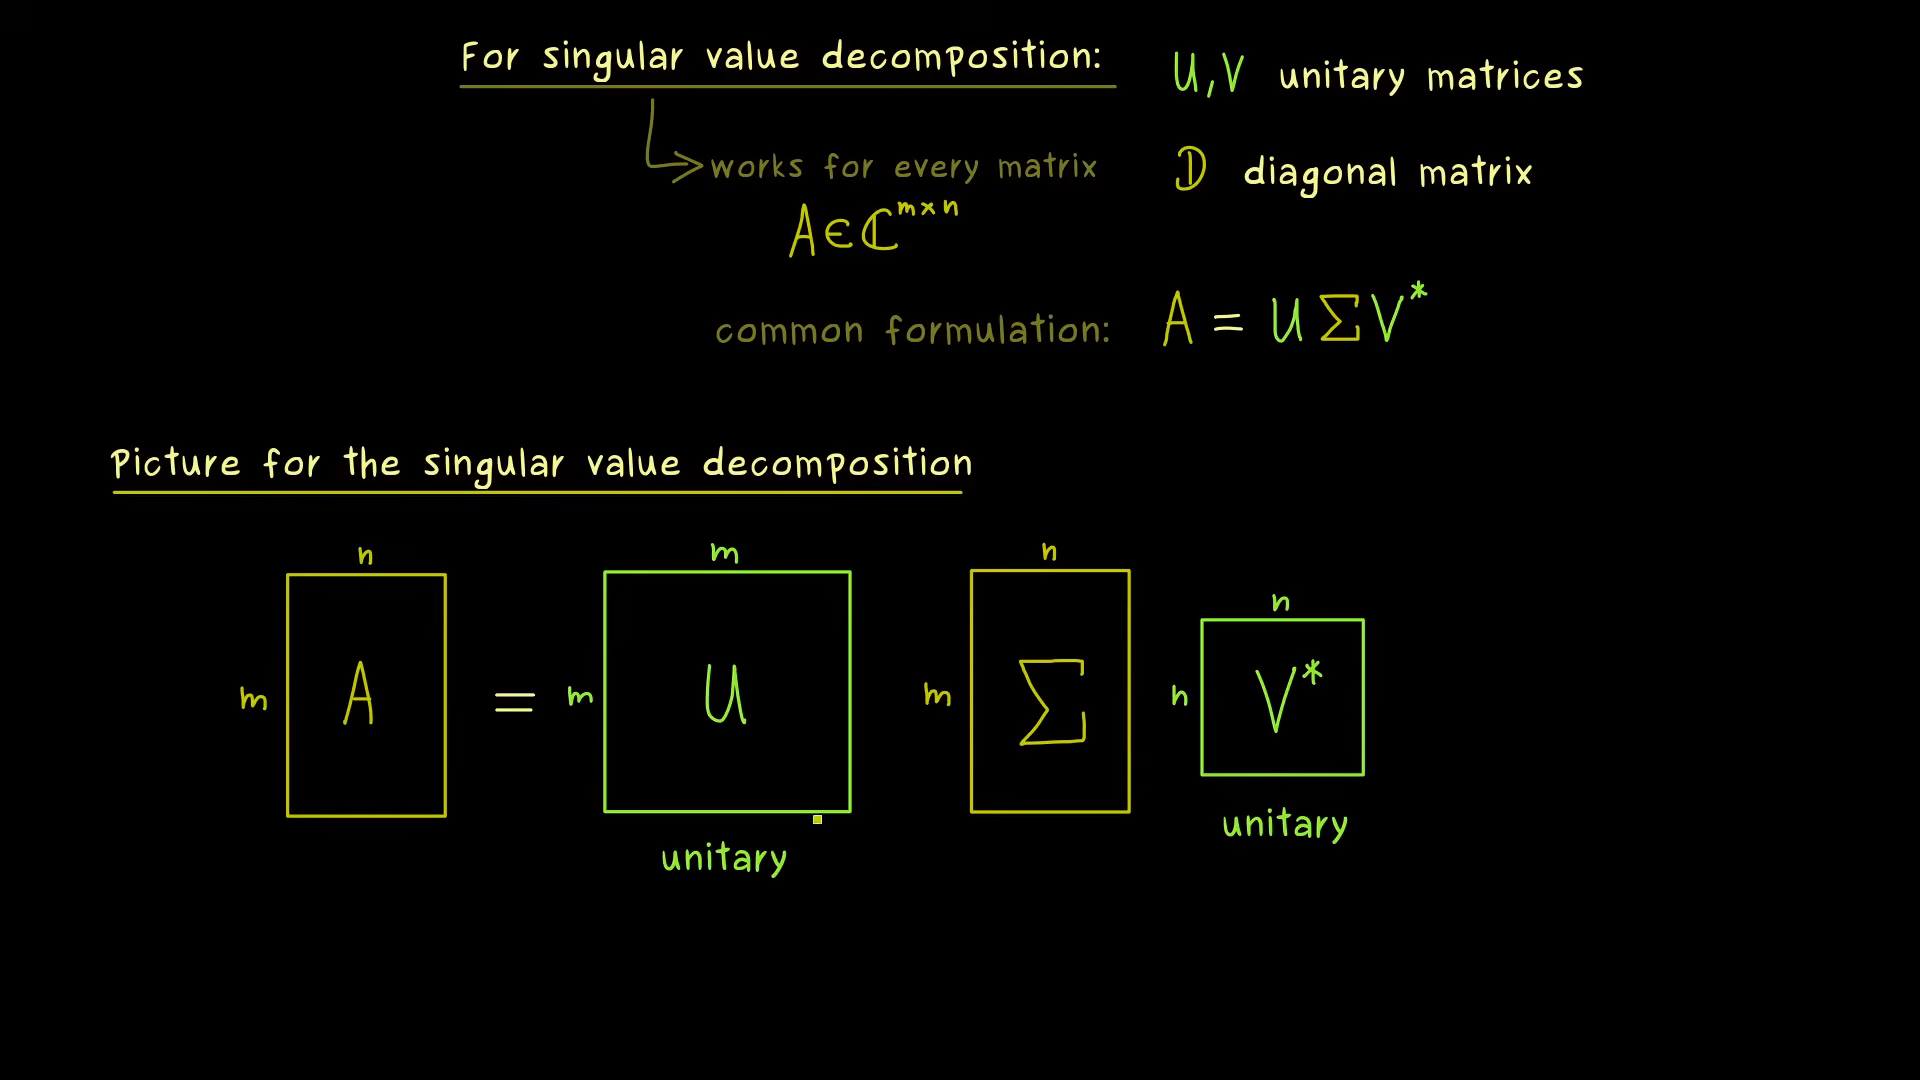 For singular value decomposition:
U,V unitary matrices
works for every matrix
D diagonal matrix
A∈ℂ^{m×n}
common formulation: A = U Σ V*
Picture for the singular value decomposition
n m n n
m A = m U m Σ n V*
unitary unitary